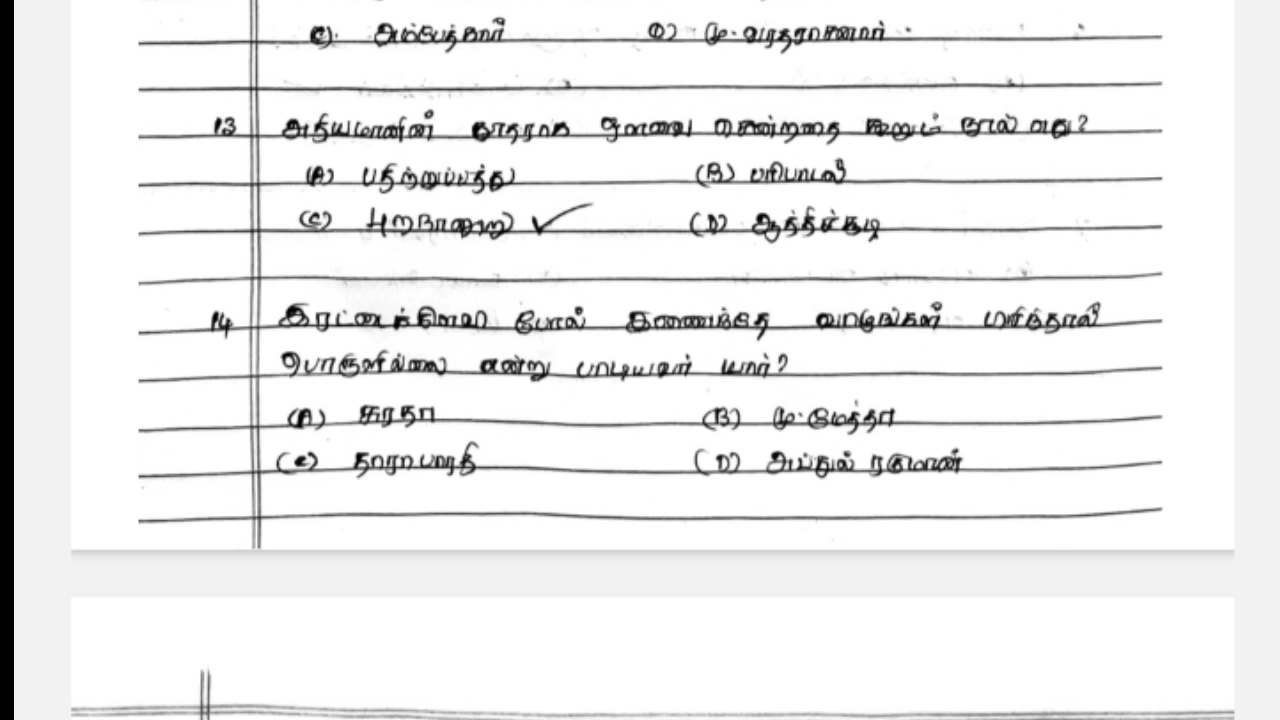 C). அம்பேத்கார் D) மு. வரதராசனார்.
13 அதியமானின் தூதராக ஔவை சென்றதை கூறும் நூல் எது?
(A) பதிற்றுப்பத்து (B) பரிபாடல்
(C) புறநானூறு ✓ (D) ஆத்திச்சூடி
14 இரட்டைக்கிளவி போல் இணைந்தே வாழுங்கள் பிரிந்தால்
பொருளில்லை என்று பாடியவர் யார்?
(A) சுரதா (B) மு.மேத்தா
(C) தாராபாரதி (D) அப்துல் ரகுமான்